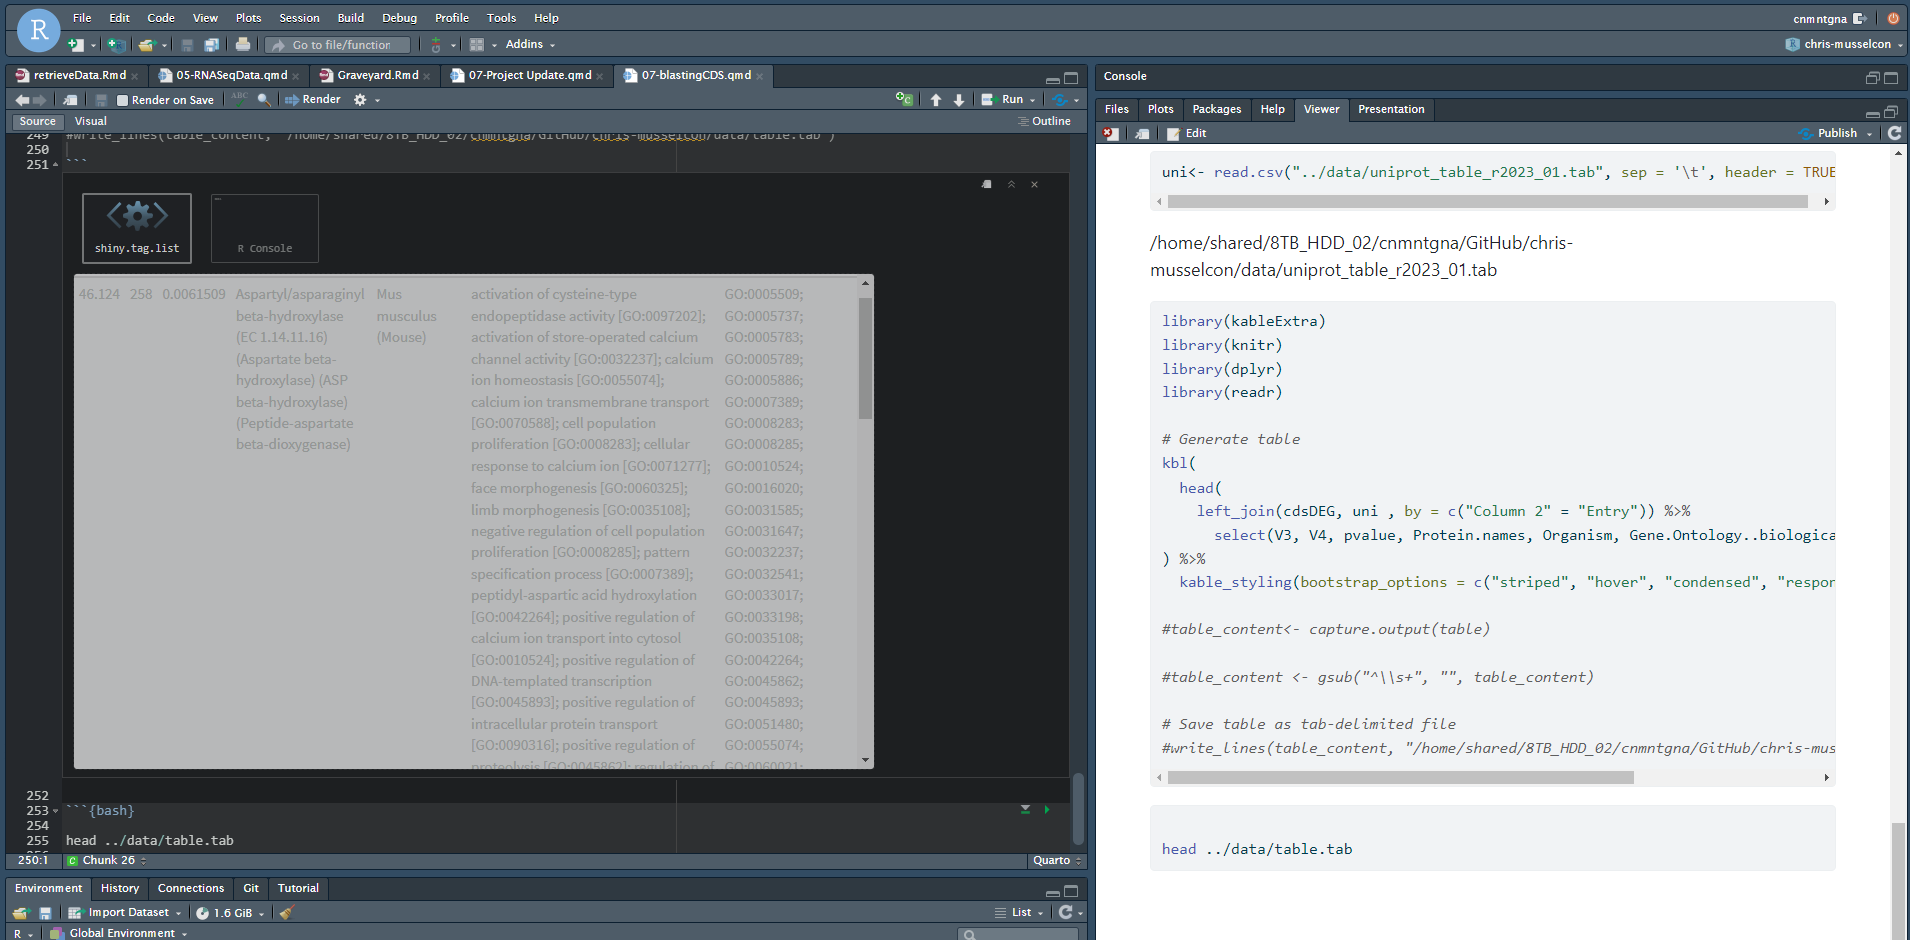 File Edit Code View Plots Session Build Debug Profile Tools Help
cnmntgna
R
Go to file/function Addins
chris-musselcon
retrieveData.Rmd 05-RNASeqData.qmd Graveyard.Rmd 07-Project Update.qmd 07-blastingCDS.qmd
Render on Save ABC Render Run
Source Visual Outline
249 #write_lines(table_content, "/home/shared/8TB_HDD_02/cnmntgna/GitHub/chris-musselcon/data/table.tab")
250
251 ```
shiny.tag.list
R Console
46.124 258 0.0061509 Aspartyl/asparaginyl Mus activation of cysteine-type GO:0005509;
beta-hydroxylase musculus endopeptidase activity [GO:0097202]; GO:0005737;
(EC 1.14.11.16) (Mouse) activation of store-operated calcium GO:0005783;
(Aspartate beta- channel activity [GO:0032237]; calcium GO:0005789;
hydroxylase) (ASP ion homeostasis [GO:0055074]; GO:0005886;
beta-hydroxylase) calcium ion transmembrane transport GO:0007389;
(Peptide-aspartate [GO:0070588]; cell population GO:0008283;
beta-dioxygenase) proliferation [GO:0008283]; cellular GO:0008285;
response to calcium ion [GO:0071277]; GO:0010524;
face morphogenesis [GO:0060325]; GO:0016020;
limb morphogenesis [GO:0035108]; GO:0031585;
negative regulation of cell population GO:0031647;
proliferation [GO:0008285]; pattern GO:0032237;
specification process [GO:0007389]; GO:0032541;
peptidyl-aspartic acid hydroxylation GO:0033017;
[GO:0042264]; positive regulation of GO:0033198;
calcium ion transport into cytosol GO:0035108;
[GO:0010524]; positive regulation of GO:0042264;
DNA-templated transcription GO:0045862;
[GO:0045893]; positive regulation of GO:0045893;
intracellular protein transport GO:0051480;
[GO:0090316]; positive regulation of GO:0055074;
proteolysis [GO:0045862]; regulation of GO:0060021;
252
253 ```{bash}
254
255 head ../data/table.tab
256
250:1 C Chunk 26 Quarto
Environment History Connections Git Tutorial
Import Dataset 1.6 GiB List
R Global Environment
Console
Files Plots Packages Help Viewer Presentation
Edit Publish
uni<- read.csv("../data/uniprot_table_r2023_01.tab", sep = '\t', header = TRUE
/home/shared/8TB_HDD_02/cnmntgna/GitHub/chris-
musselcon/data/uniprot_table_r2023_01.tab
library(kableExtra)
library(knitr)
library(dplyr)
library(readr)
# Generate table
kbl(
head(
left_join(cdsDEG, uni , by = c("Column 2" = "Entry")) %>%
select(V3, V4, pvalue, Protein.names, Organism, Gene.Ontology..biologica
) %>%
kable_styling(bootstrap_options = c("striped", "hover", "condensed", "respon
#table_content<- capture.output(table)
#table_content <- gsub("^\\s+", "", table_content)
# Save table as tab-delimited file
#write_lines(table_content, "/home/shared/8TB_HDD_02/cnmntgna/GitHub/chris-mus
head ../data/table.tab